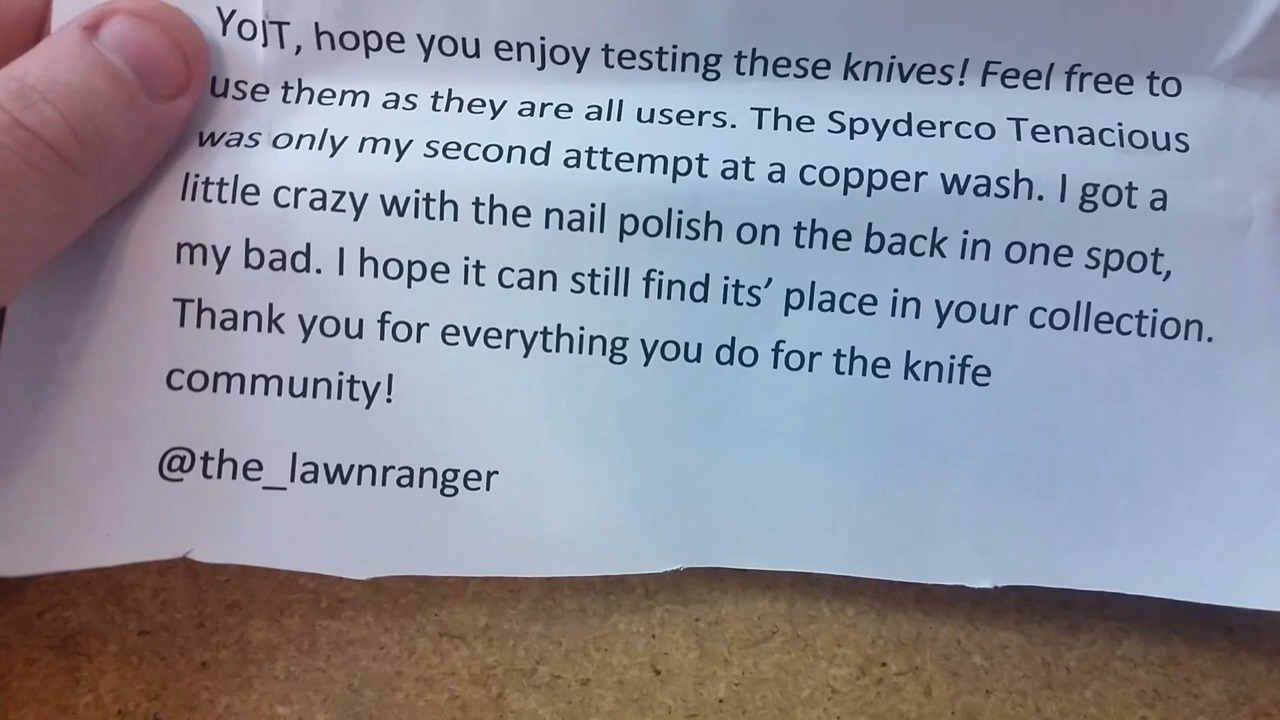 YoJT, hope you enjoy testing these knives! Feel free to
use them as they are all users. The Spyderco Tenacious
was only my second attempt at a copper wash. I got a
little crazy with the nail polish on the back in one spot,
my bad. I hope it can still find its’ place in your collection.
Thank you for everything you do for the knife
community!
@the_lawnranger